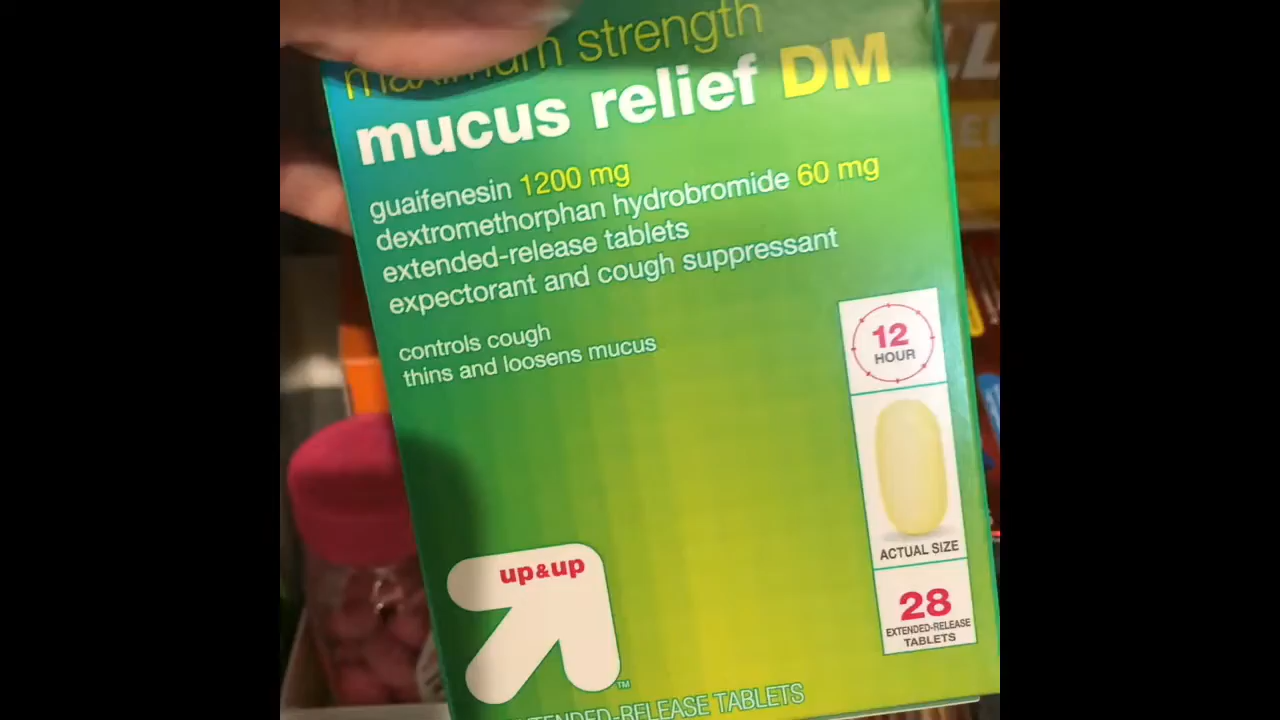 maximum strength
mucus relief DM
guaifenesin 1200 mg
dextromethorphan hydrobromide 60 mg
extended-release tablets
expectorant and cough suppressant
controls cough
thins and loosens mucus
12
HOUR
ACTUAL SIZE
28
EXTENDED-RELEASE
TABLETS
up&up
™
EXTENDED-RELEASE TABLETS